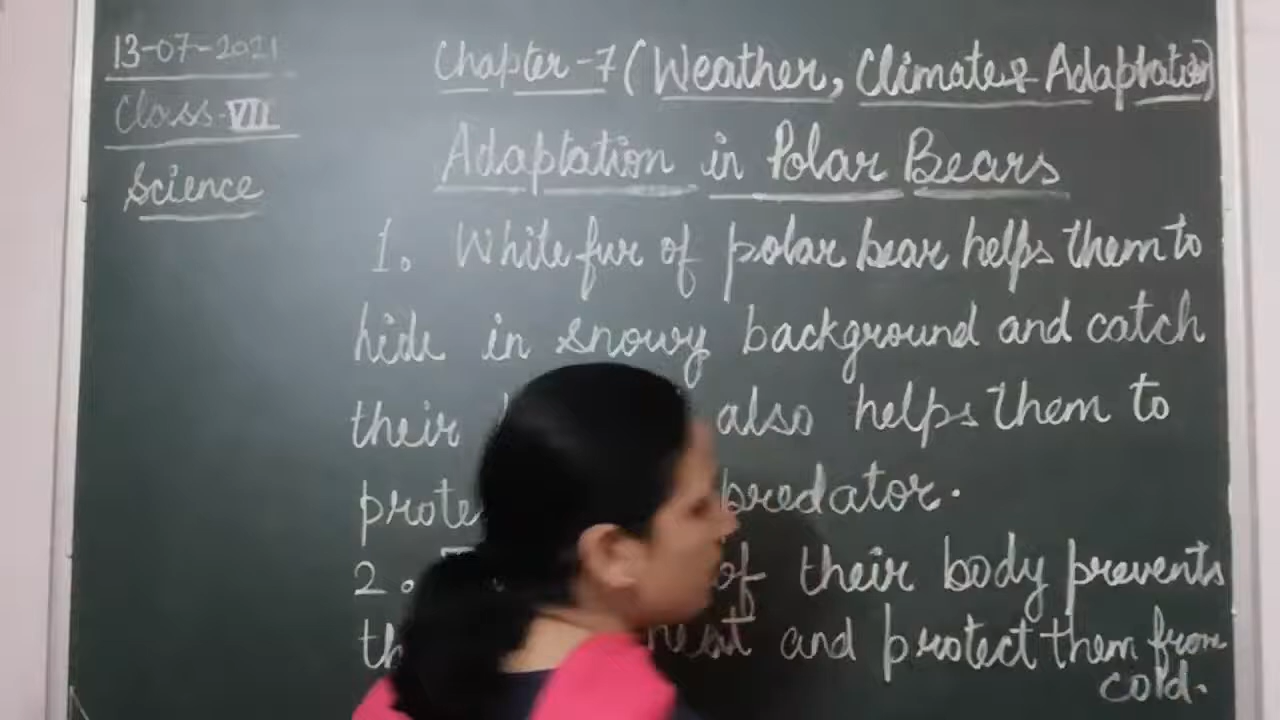 13-07-2021
Class-VII
Science
Chapter-7 (Weather, Climate & Adaptation)
Adaptation in Polar Bears
1. White fur of polar bear helps them to
hide in snowy background and catch
their also helps them to
predator.
2. of their body prevents
heat and protect them from
cold.